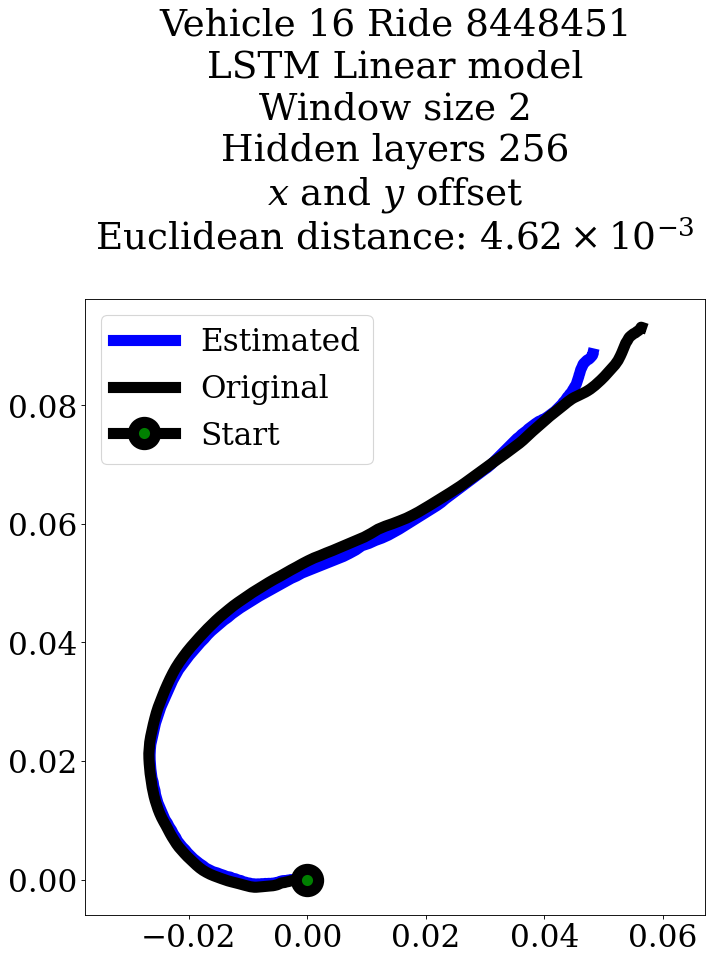 Vehicle 16 Ride 8448451
LSTM Linear model
Window size 2
Hidden layers 256
x and y offset
Euclidean distance: 4.62 × 10⁻³
Estimated
Original
Start
0.08
0.06
0.04
0.02
0.00
−0.02 0.00 0.02 0.04 0.06